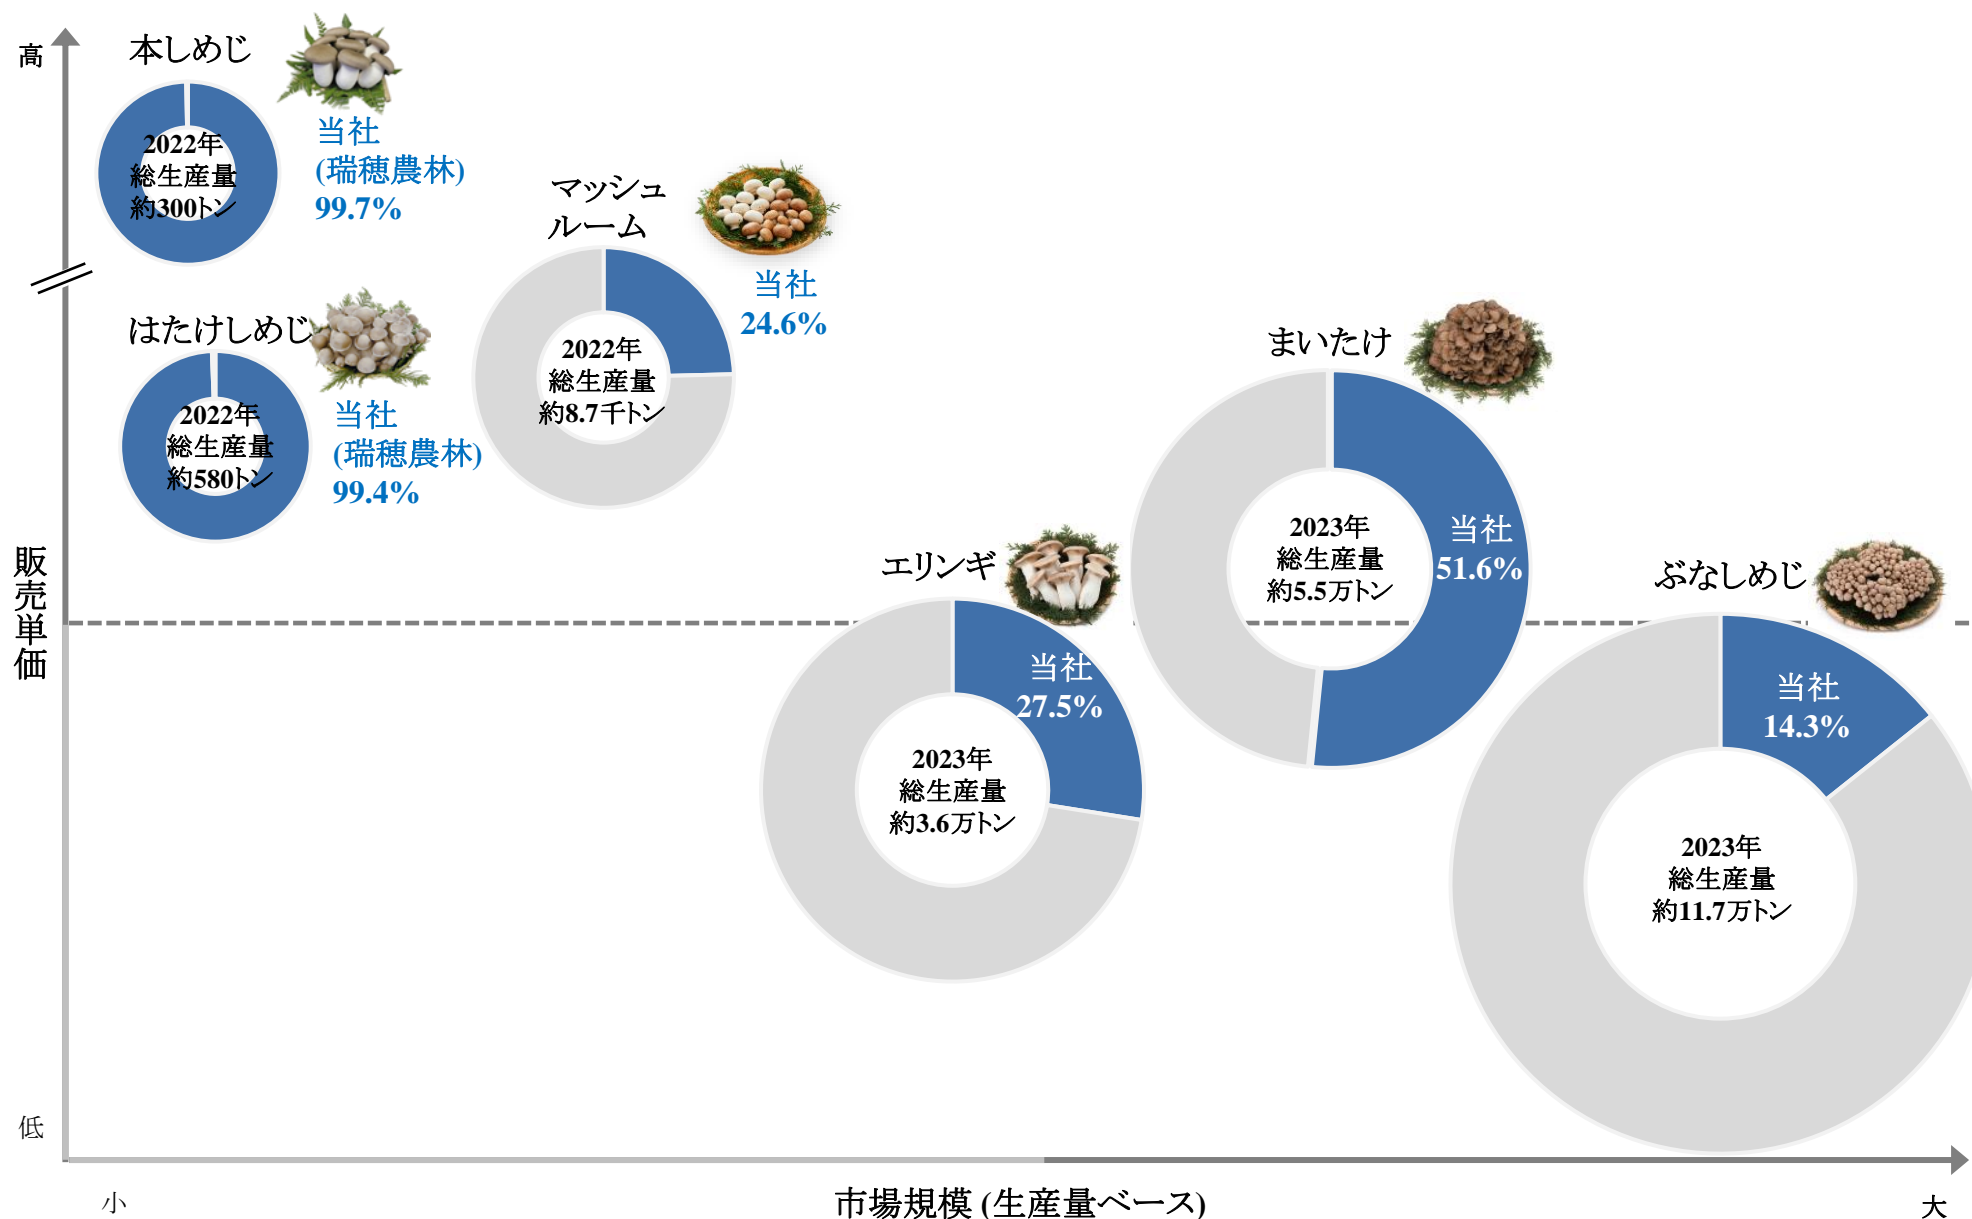 高
本しめじ
2022年
総生産量
約300トン
当社
(瑞穂農林)
99.7%
マッシュ
ルーム
2022年
総生産量
約8.7千トン
当社
24.6%
はたけしめじ
2022年
総生産量
約580トン
当社
(瑞穂農林)
99.4%
まいたけ
2023年
総生産量
約5.5万トン
当社
51.6%
エリンギ
当社
27.5%
2023年
総生産量
約3.6万トン
ぶなしめじ
当社
14.3%
2023年
総生産量
約11.7万トン
販売単価
低
小
市場規模 (生産量ベース)
大